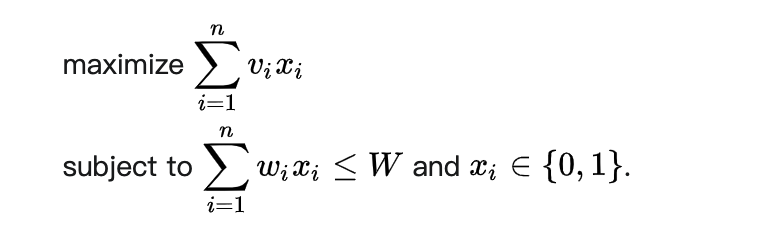 maximize $\sum_{i=1}^{n} v_i x_i$
subject to $\sum_{i=1}^{n} w_i x_i \leq W$ and $x_i \in \{0,1\}$.